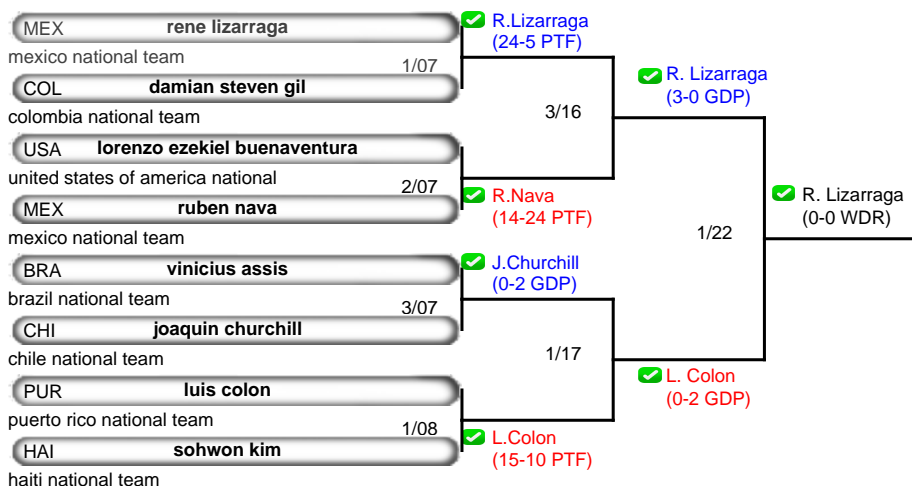 MEX rene lizarraga
mexico national team
1/07
COL damian steven gil
colombia national team
USA lorenzo ezekiel buenaventura
united states of america national
2/07
MEX ruben nava
mexico national team
BRA vinicius assis
brazil national team
3/07
CHI joaquin churchill
chile national team
PUR luis colon
puerto rico national team
1/08
HAI sohwon kim
haiti national team
R.Lizarraga
(24-5 PTF)
3/16
R.Nava
(14-24 PTF)
J.Churchill
(0-2 GDP)
1/17
L.Colon
(15-10 PTF)
R. Lizarraga
(3-0 GDP)
1/22
L. Colon
(0-2 GDP)
R. Lizarraga
(0-0 WDR)